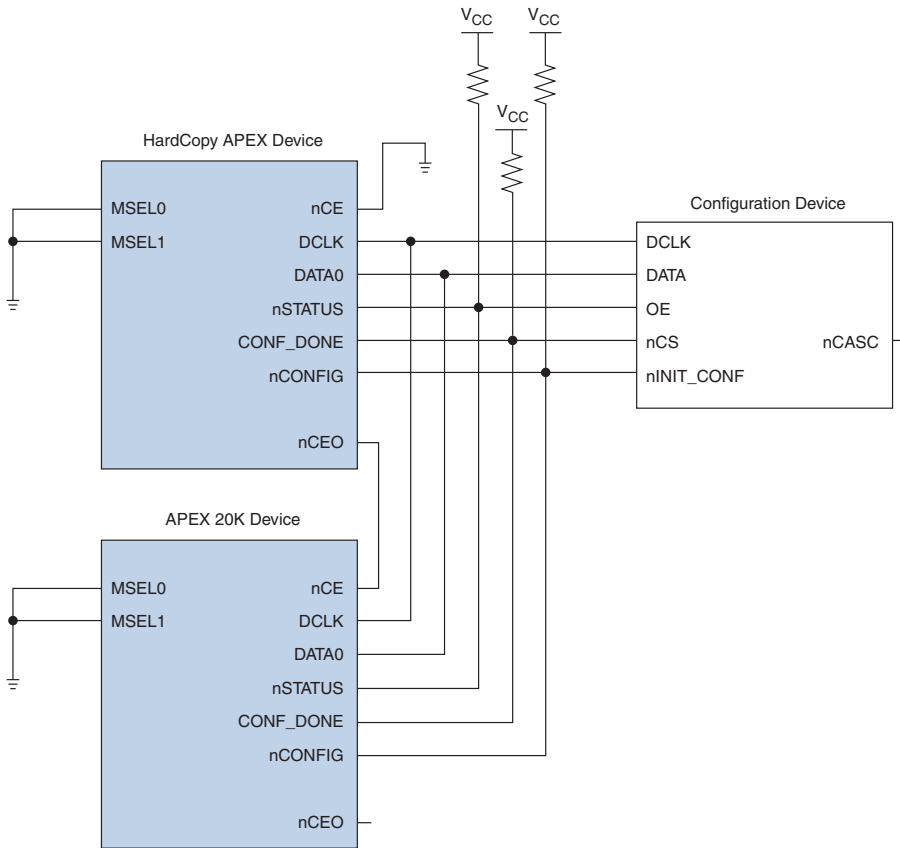 VCC
VCC
VCC
HardCopy APEX Device
MSEL0
MSEL1
nCE
DCLK
DATA0
nSTATUS
CONF_DONE
nCONFIG
nCEO
Configuration Device
DCLK
DATA
OE
nCS
nINIT_CONF
nCASC
APEX 20K Device
MSEL0
MSEL1
nCE
DCLK
DATA0
nSTATUS
CONF_DONE
nCONFIG
nCEO